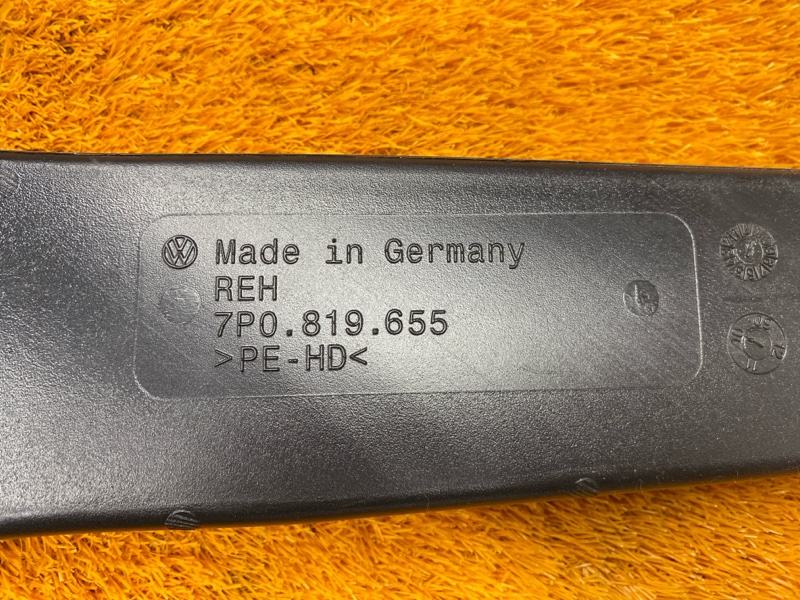 Made in Germany
REH
7P0.819.655
>PE-HD<